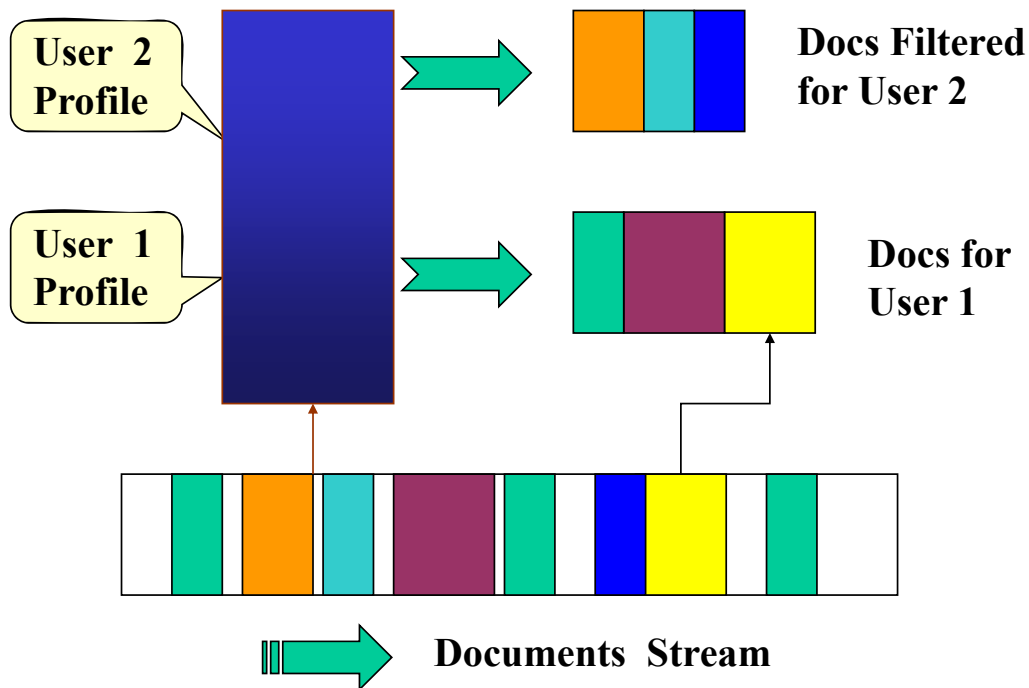 User 2
Profile
Docs Filtered
for User 2
User 1
Profile
Docs for
User 1
Documents Stream